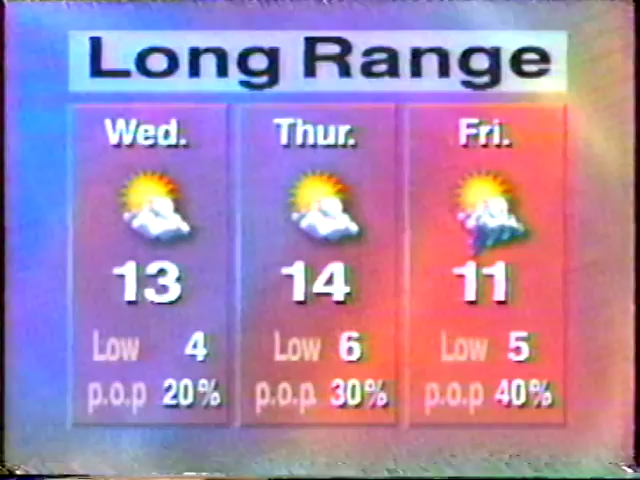 Long Range
Wed. Thur. Fri.
13 14 11
Low 4 Low 6 Low 5
p.o.p 20% p.o.p. 30% p.o.p 40%